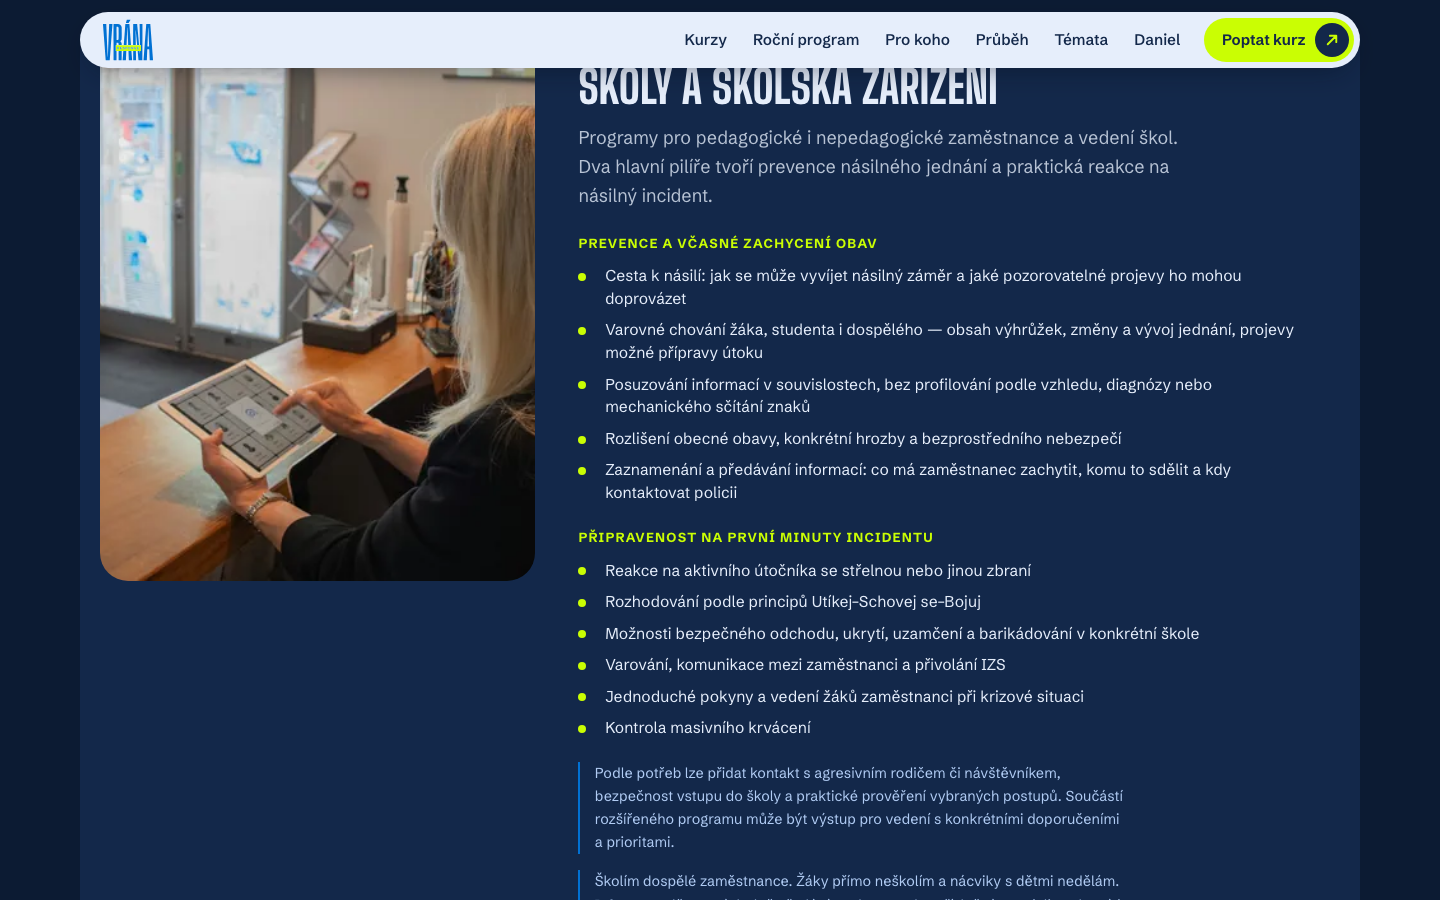 VRÁNA
Kurzy
Roční program
Pro koho
Průběh
Témata
Daniel
Poptat kurz
ŠKOLY A ŠKOLSKÁ ZAŘÍZENÍ
Programy pro pedagogické i nepedagogické zaměstnance a vedení škol.
Dva hlavní pilíře tvoří prevence násilného jednání a praktická reakce na
násilný incident.
PREVENCE A VČASNÉ ZACHYCENÍ OBAV
Cesta k násilí: jak se může vyvíjet násilný záměr a jaké pozorovatelné projevy ho mohou
doprovázet
Varovné chování žáka, studenta i dospělého — obsah výhrůžek, změny a vývoj jednání, projevy
možné přípravy útoku
Posuzování informací v souvislostech, bez profilování podle vzhledu, diagnózy nebo
mechanického sčítání znaků
Rozlišení obecné obavy, konkrétní hrozby a bezprostředního nebezpečí
Zaznamenání a předávání informací: co má zaměstnanec zachytit, komu to sdělit a kdy
kontaktovat policii
PŘIPRAVENOST NA PRVNÍ MINUTY INCIDENTU
Reakce na aktivního útočníka se střelnou nebo jinou zbraní
Rozhodování podle principů Utíkej–Schovej se–Bojuj
Možnosti bezpečného odchodu, ukrytí, uzamčení a barikádování v konkrétní škole
Varování, komunikace mezi zaměstnanci a přivolání IZS
Jednoduché pokyny a vedení žáků zaměstnanci při krizové situaci
Kontrola masivního krvácení
Podle potřeb lze přidat kontakt s agresivním rodičem či návštěvníkem,
bezpečnost vstupu do školy a praktické prověření vybraných postupů. Součástí
rozšířeného programu může být výstup pro vedení s konkrétními doporučeními
a prioritami.
Školím dospělé zaměstnance. Žáky přímo neškolím a nácviky s dětmi nedělám.